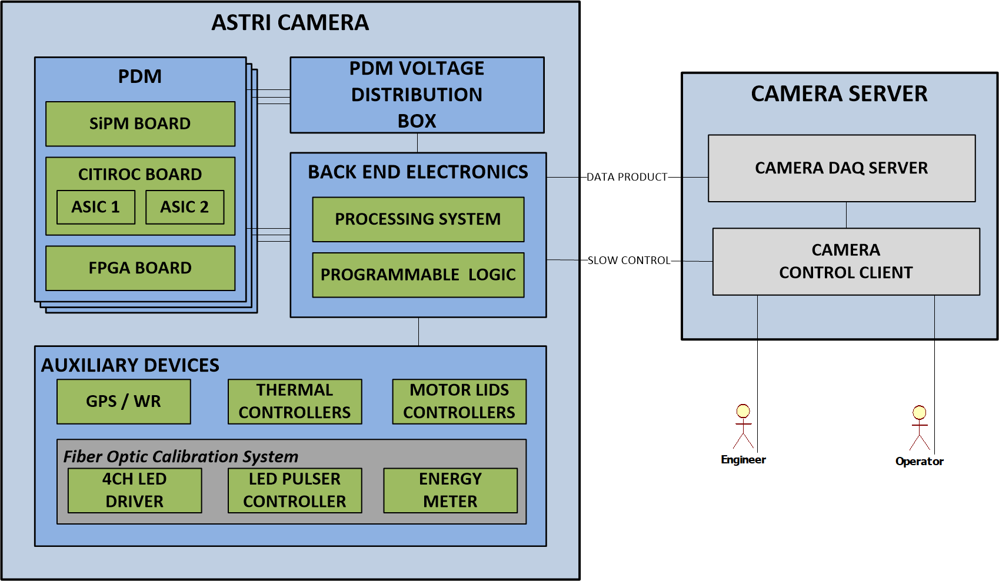 ASTRI CAMERA
PDM
SiPM BOARD
CITIROC BOARD
ASIC 1
ASIC 2
FPGA BOARD
PDM VOLTAGE
DISTRIBUTION
BOX
BACK END ELECTRONICS
PROCESSING SYSTEM
PROGRAMMABLE LOGIC
AUXILIARY DEVICES
GPS / WR
THERMAL
CONTROLLERS
MOTOR LIDS
CONTROLLERS
Fiber Optic Calibration System
4CH LED
DRIVER
LED PULSER
CONTROLLER
ENERGY
METER
DATA PRODUCT
SLOW CONTROL
CAMERA SERVER
CAMERA DAQ SERVER
CAMERA
CONTROL CLIENT
Engineer
Operator